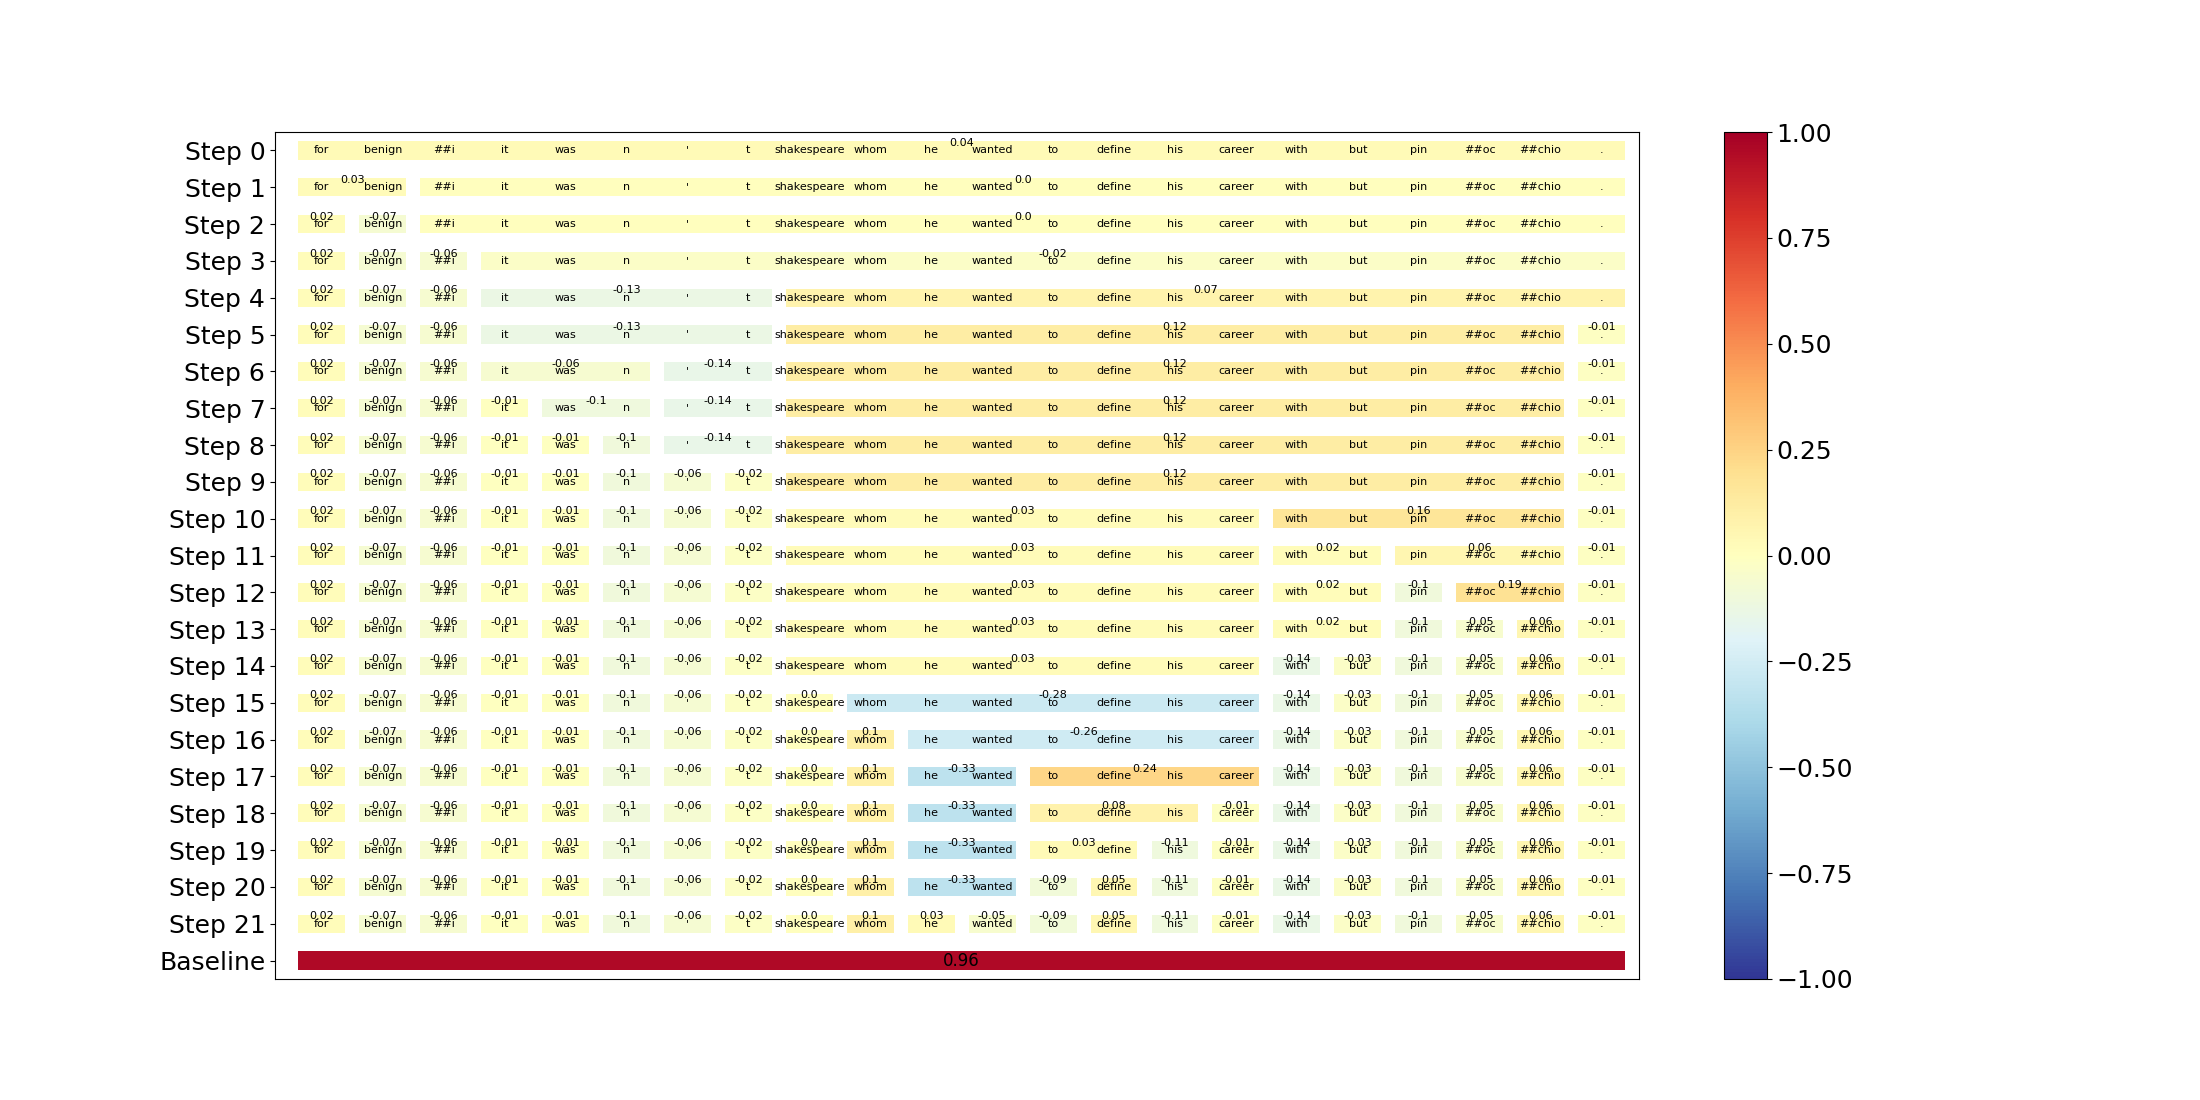 0.04
Step 0 for benign ##i it was n ' t shakespeare whom he wanted to define his career with but pin ##oc ##chio .
0.03 0.0
Step 1 for benign ##i it was n ' t shakespeare whom he wanted to define his career with but pin ##oc ##chio .
0.02 -0.07 0.0
Step 2 for benign ##i it was n ' t shakespeare whom he wanted to define his career with but pin ##oc ##chio .
0.02 -0.07 -0.06 -0.02
Step 3 for benign ##i it was n ' t shakespeare whom he wanted to define his career with but pin ##oc ##chio .
0.02 -0.07 -0.06 -0.13 0.07
Step 4 for benign ##i it was n ' t shakespeare whom he wanted to define his career with but pin ##oc ##chio .
0.02 -0.07 -0.06 -0.13 0.12 -0.01
Step 5 for benign ##i it was n ' t shakespeare whom he wanted to define his career with but pin ##oc ##chio .
0.02 -0.07 -0.06 -0.06 -0.14 0.12 -0.01
Step 6 for benign ##i it was n ' t shakespeare whom he wanted to define his career with but pin ##oc ##chio .
0.02 -0.07 -0.06 -0.01 -0.1 -0.14 0.12 -0.01
Step 7 for benign ##i it was n ' t shakespeare whom he wanted to define his career with but pin ##oc ##chio .
0.02 -0.07 -0.06 -0.01 -0.01 -0.1 -0.14 0.12 -0.01
Step 8 for benign ##i it was n ' t shakespeare whom he wanted to define his career with but pin ##oc ##chio .
0.02 -0.07 -0.06 -0.01 -0.01 -0.1 -0.06 -0.02 0.12 -0.01
Step 9 for benign ##i it was n ' t shakespeare whom he wanted to define his career with but pin ##oc ##chio .
0.02 -0.07 -0.06 -0.01 -0.01 -0.1 -0.06 -0.02 0.03 0.16 -0.01
Step 10 for benign ##i it was n ' t shakespeare whom he wanted to define his career with but pin ##oc ##chio .
0.02 -0.07 -0.06 -0.01 -0.01 -0.1 -0.06 -0.02 0.03 0.02 0.06 -0.01
Step 11 for benign ##i it was n ' t shakespeare whom he wanted to define his career with but pin ##oc ##chio .
0.02 -0.07 -0.06 -0.01 -0.01 -0.1 -0.06 -0.02 0.03 0.02 -0.1 0.19 -0.01
Step 12 for benign ##i it was n ' t shakespeare whom he wanted to define his career with but pin ##oc ##chio .
0.02 -0.07 -0.06 -0.01 -0.01 -0.1 -0.06 -0.02 0.03 0.02 -0.1 -0.05 0.06 -0.01
Step 13 for benign ##i it was n ' t shakespeare whom he wanted to define his career with but pin ##oc ##chio .
0.02 -0.07 -0.06 -0.01 -0.01 -0.1 -0.06 -0.02 0.03 -0.14 -0.03 -0.1 -0.05 0.06 -0.01
Step 14 for benign ##i it was n ' t shakespeare whom he wanted to define his career with but pin ##oc ##chio .
0.02 -0.07 -0.06 -0.01 -0.01 -0.1 -0.06 -0.02 0.0 -0.28 -0.14 -0.03 -0.1 -0.05 0.06 -0.01
Step 15 for benign ##i it was n ' t shakespeare whom he wanted to define his career with but pin ##oc ##chio .
0.02 -0.07 -0.06 -0.01 -0.01 -0.1 -0.06 -0.02 0.0 0.1 -0.26 -0.14 -0.03 -0.1 -0.05 0.06 -0.01
Step 16 for benign ##i it was n ' t shakespeare whom he wanted to define his career with but pin ##oc ##chio .
0.02 -0.07 -0.06 -0.01 -0.01 -0.1 -0.06 -0.02 0.0 0.1 -0.33 0.24 -0.14 -0.03 -0.1 -0.05 0.06 -0.01
Step 17 for benign ##i it was n ' t shakespeare whom he wanted to define his career with but pin ##oc ##chio .
0.02 -0.07 -0.06 -0.01 -0.01 -0.1 -0.06 -0.02 0.0 0.1 -0.33 0.08 -0.01 -0.14 -0.03 -0.1 -0.05 0.06 -0.01
Step 18 for benign ##i it was n ' t shakespeare whom he wanted to define his career with but pin ##oc ##chio .
0.02 -0.07 -0.06 -0.01 -0.01 -0.1 -0.06 -0.02 0.0 0.1 -0.33 0.03 -0.11 -0.01 -0.14 -0.03 -0.1 -0.05 0.06 -0.01
Step 19 for benign ##i it was n ' t shakespeare whom he wanted to define his career with but pin ##oc ##chio .
0.02 -0.07 -0.06 -0.01 -0.01 -0.1 -0.06 -0.02 0.0 0.1 -0.33 -0.09 0.05 -0.11 -0.01 -0.14 -0.03 -0.1 -0.05 0.06 -0.01
Step 20 for benign ##i it was n ' t shakespeare whom he wanted to define his career with but pin ##oc ##chio .
0.02 -0.07 -0.06 -0.01 -0.01 -0.1 -0.06 -0.02 0.0 0.1 0.03 -0.05 -0.09 0.05 -0.11 -0.01 -0.14 -0.03 -0.1 -0.05 0.06 -0.01
Step 21 for benign ##i it was n ' t shakespeare whom he wanted to define his career with but pin ##oc ##chio .
Baseline 0.96
1.00
0.75
0.50
0.25
0.00
−0.25
−0.50
−0.75
−1.00